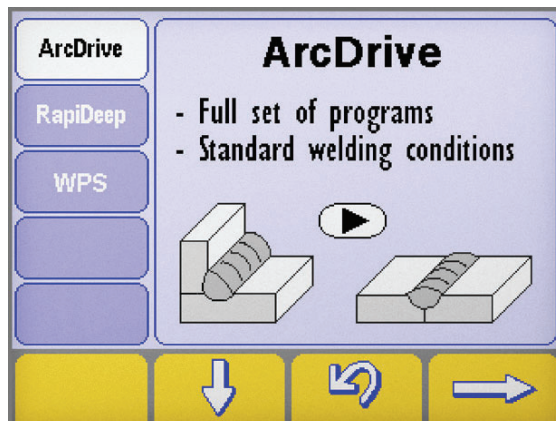 ArcDrive
RapiDeep
WPS
ArcDrive
- Full set of programs
- Standard welding conditions